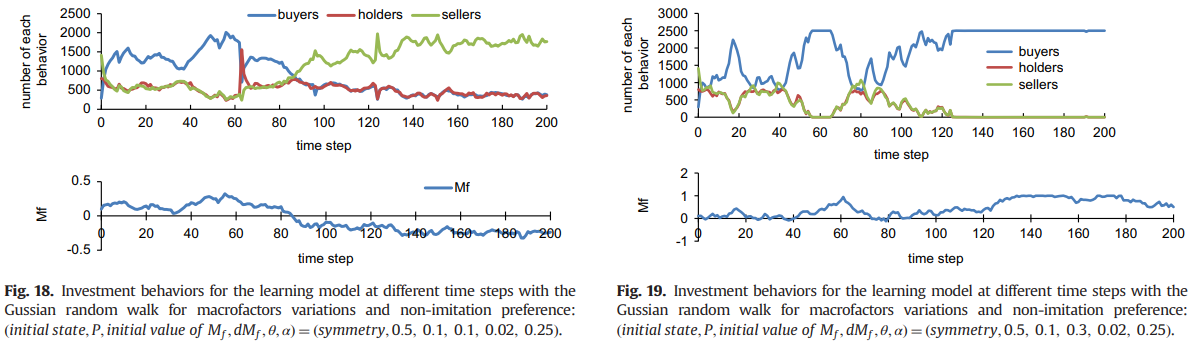 buyers holders sellers
number of each
behavior
2500
2000
1500
1000
500
0
0 20 40 60 80 100 120 140 160 180 200
time step
Mf
0.5
0
-0.5
Mf
0 20 40 60 80 100 120 140 160 180 200
time step
Fig. 18. Investment behaviors for the learning model at different time steps with the
Gussian random walk for macrofactors variations and non-imitation preference:
(initial state, P, initial value of Mf, dMf, θ, α) = (symmetry, 0.5, 0.1, 0.1, 0.02, 0.25).
number of each
behavior
3000
2500
2000
1500
1000
500
0
buyers
holders
sellers
0 20 40 60 80 100 120 140 160 180 200
time step
Mf
2
1
0
-1
0 20 40 60 80 100 120 140 160 180 200
time step
Fig. 19. Investment behaviors for the learning model at different time steps with the
Gussian random walk for macrofactors variations and non-imitation preference:
(initial state, P, initial value of Mf, dMf, θ, α) = (symmetry, 0.5, 0.1, 0.3, 0.02, 0.25).